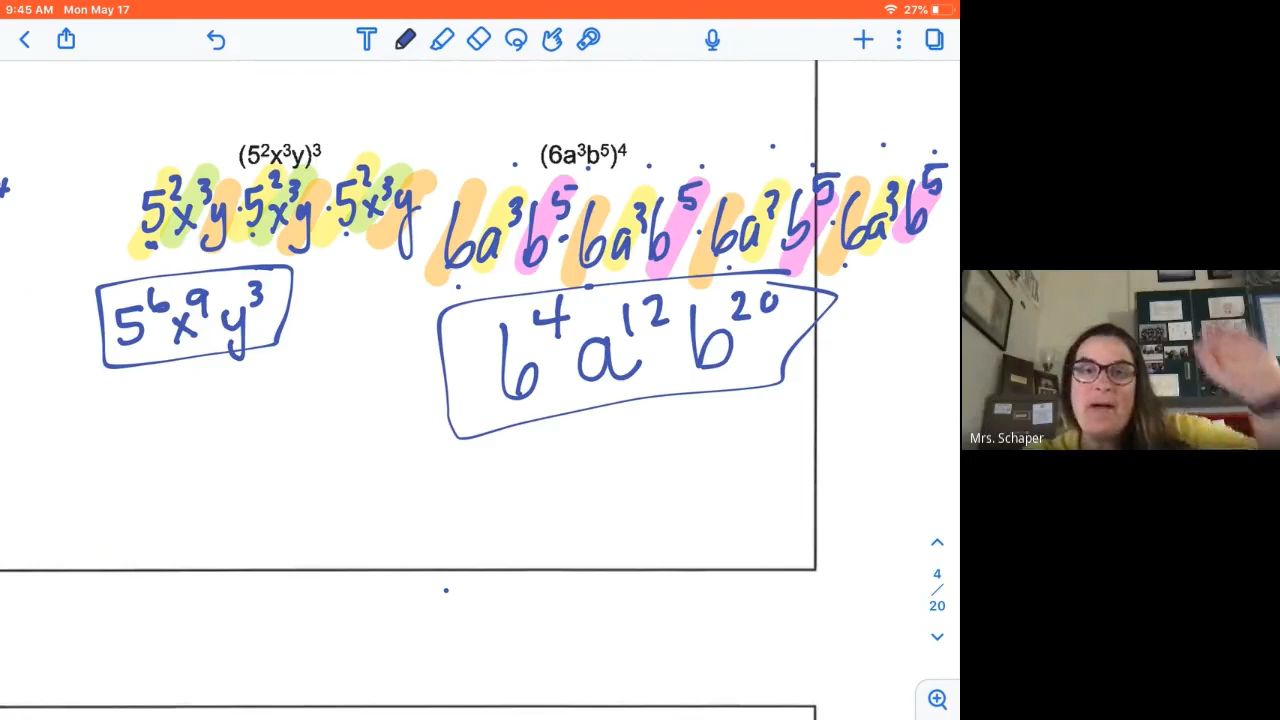 9:45 AM Mon May 17
27%
(5²x³y)³
(6a³b⁵)⁴
5²x³y·5²x³y·5²x³y
6a³b⁵·6a³b⁵·6a³b⁵·6a³b⁵
5⁶x⁹y³
6⁴a¹²b²⁰
Mrs. Schaper
4
/
20